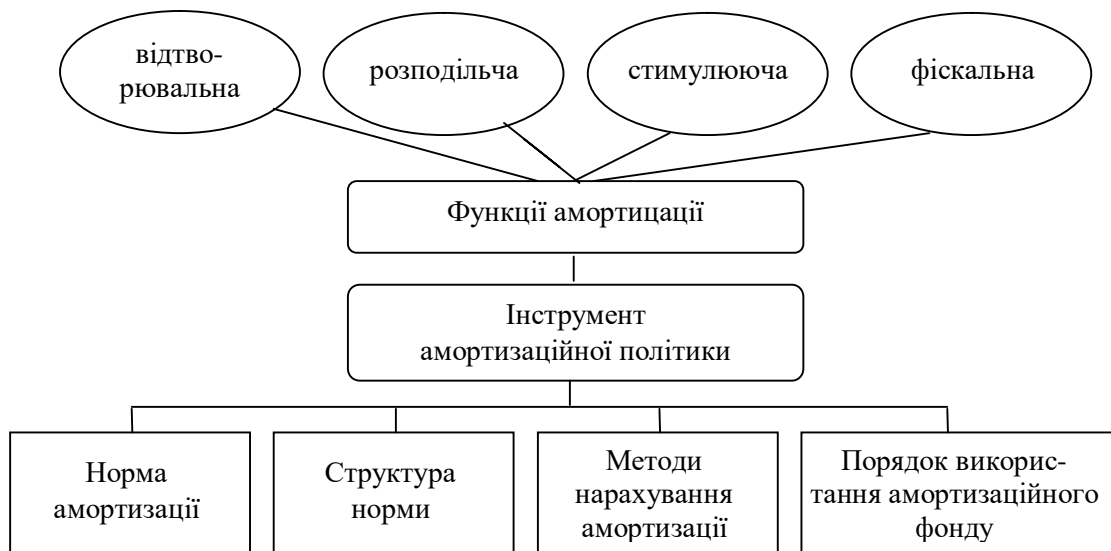 відтво-
рювальна
розподільча
стимулююча
фіскальна
Функції амортицації
Інструмент
амортизаційної політики
Норма
амортизації
Структура
норми
Методи
нарахування
амортизації
Порядок викорис-
тання амортизаційного
фонду